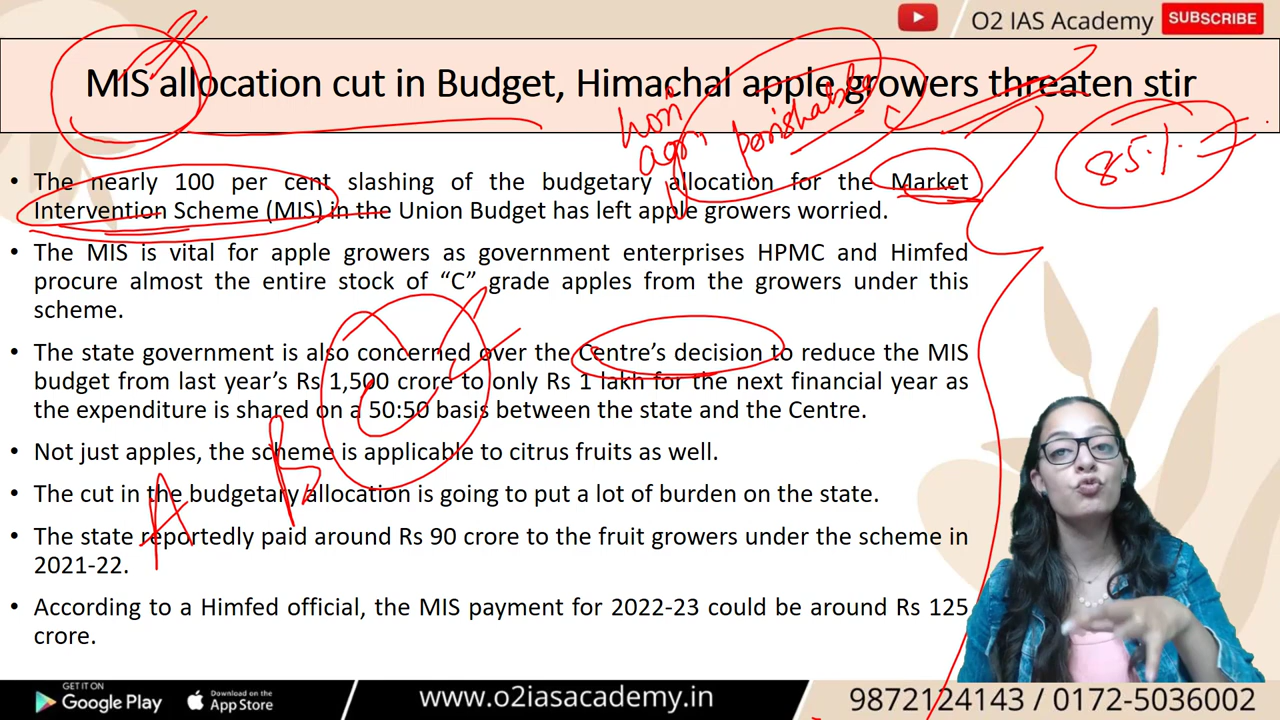 O2 IAS Academy SUBSCRIBE
MIS allocation cut in Budget, Himachal apple growers threaten stir
non
agri
perishable
85%
• The nearly 100 per cent slashing of the budgetary allocation for the Market
Intervention Scheme (MIS) in the Union Budget has left apple growers worried.
• The MIS is vital for apple growers as government enterprises HPMC and Himfed
procure almost the entire stock of “C” grade apples from the growers under this
scheme.
• The state government is also concerned over the Centre’s decision to reduce the MIS
budget from last year’s Rs 1,500 crore to only Rs 1 lakh for the next financial year as
the expenditure is shared on a 50:50 basis between the state and the Centre.
• Not just apples, the scheme is applicable to citrus fruits as well.
• The cut in the budgetary allocation is going to put a lot of burden on the state.
• The state reportedly paid around Rs 90 crore to the fruit growers under the scheme in
2021-22.
• According to a Himfed official, the MIS payment for 2022-23 could be around Rs 125
crore.
A B C
GET IT ON
Google Play
Download on the
App Store
www.o2iasacademy.in
9872124143 / 0172-5036002